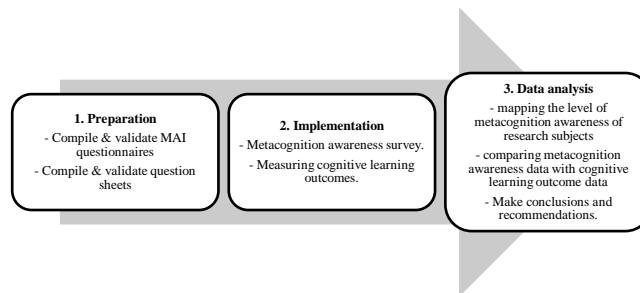 1. Preparation
- Compile & validate MAI
questionnaires
- Compile & validate question
sheets
2. Implementation
- Metacognition awareness survey.
- Measuring cognitive learning
outcomes.
3. Data analysis
- mapping the level of
metacognition awareness of
research subjects
- comparing metacognition
awareness data with cognitive
learning outcome data
- Make conclusions and
recommendations.